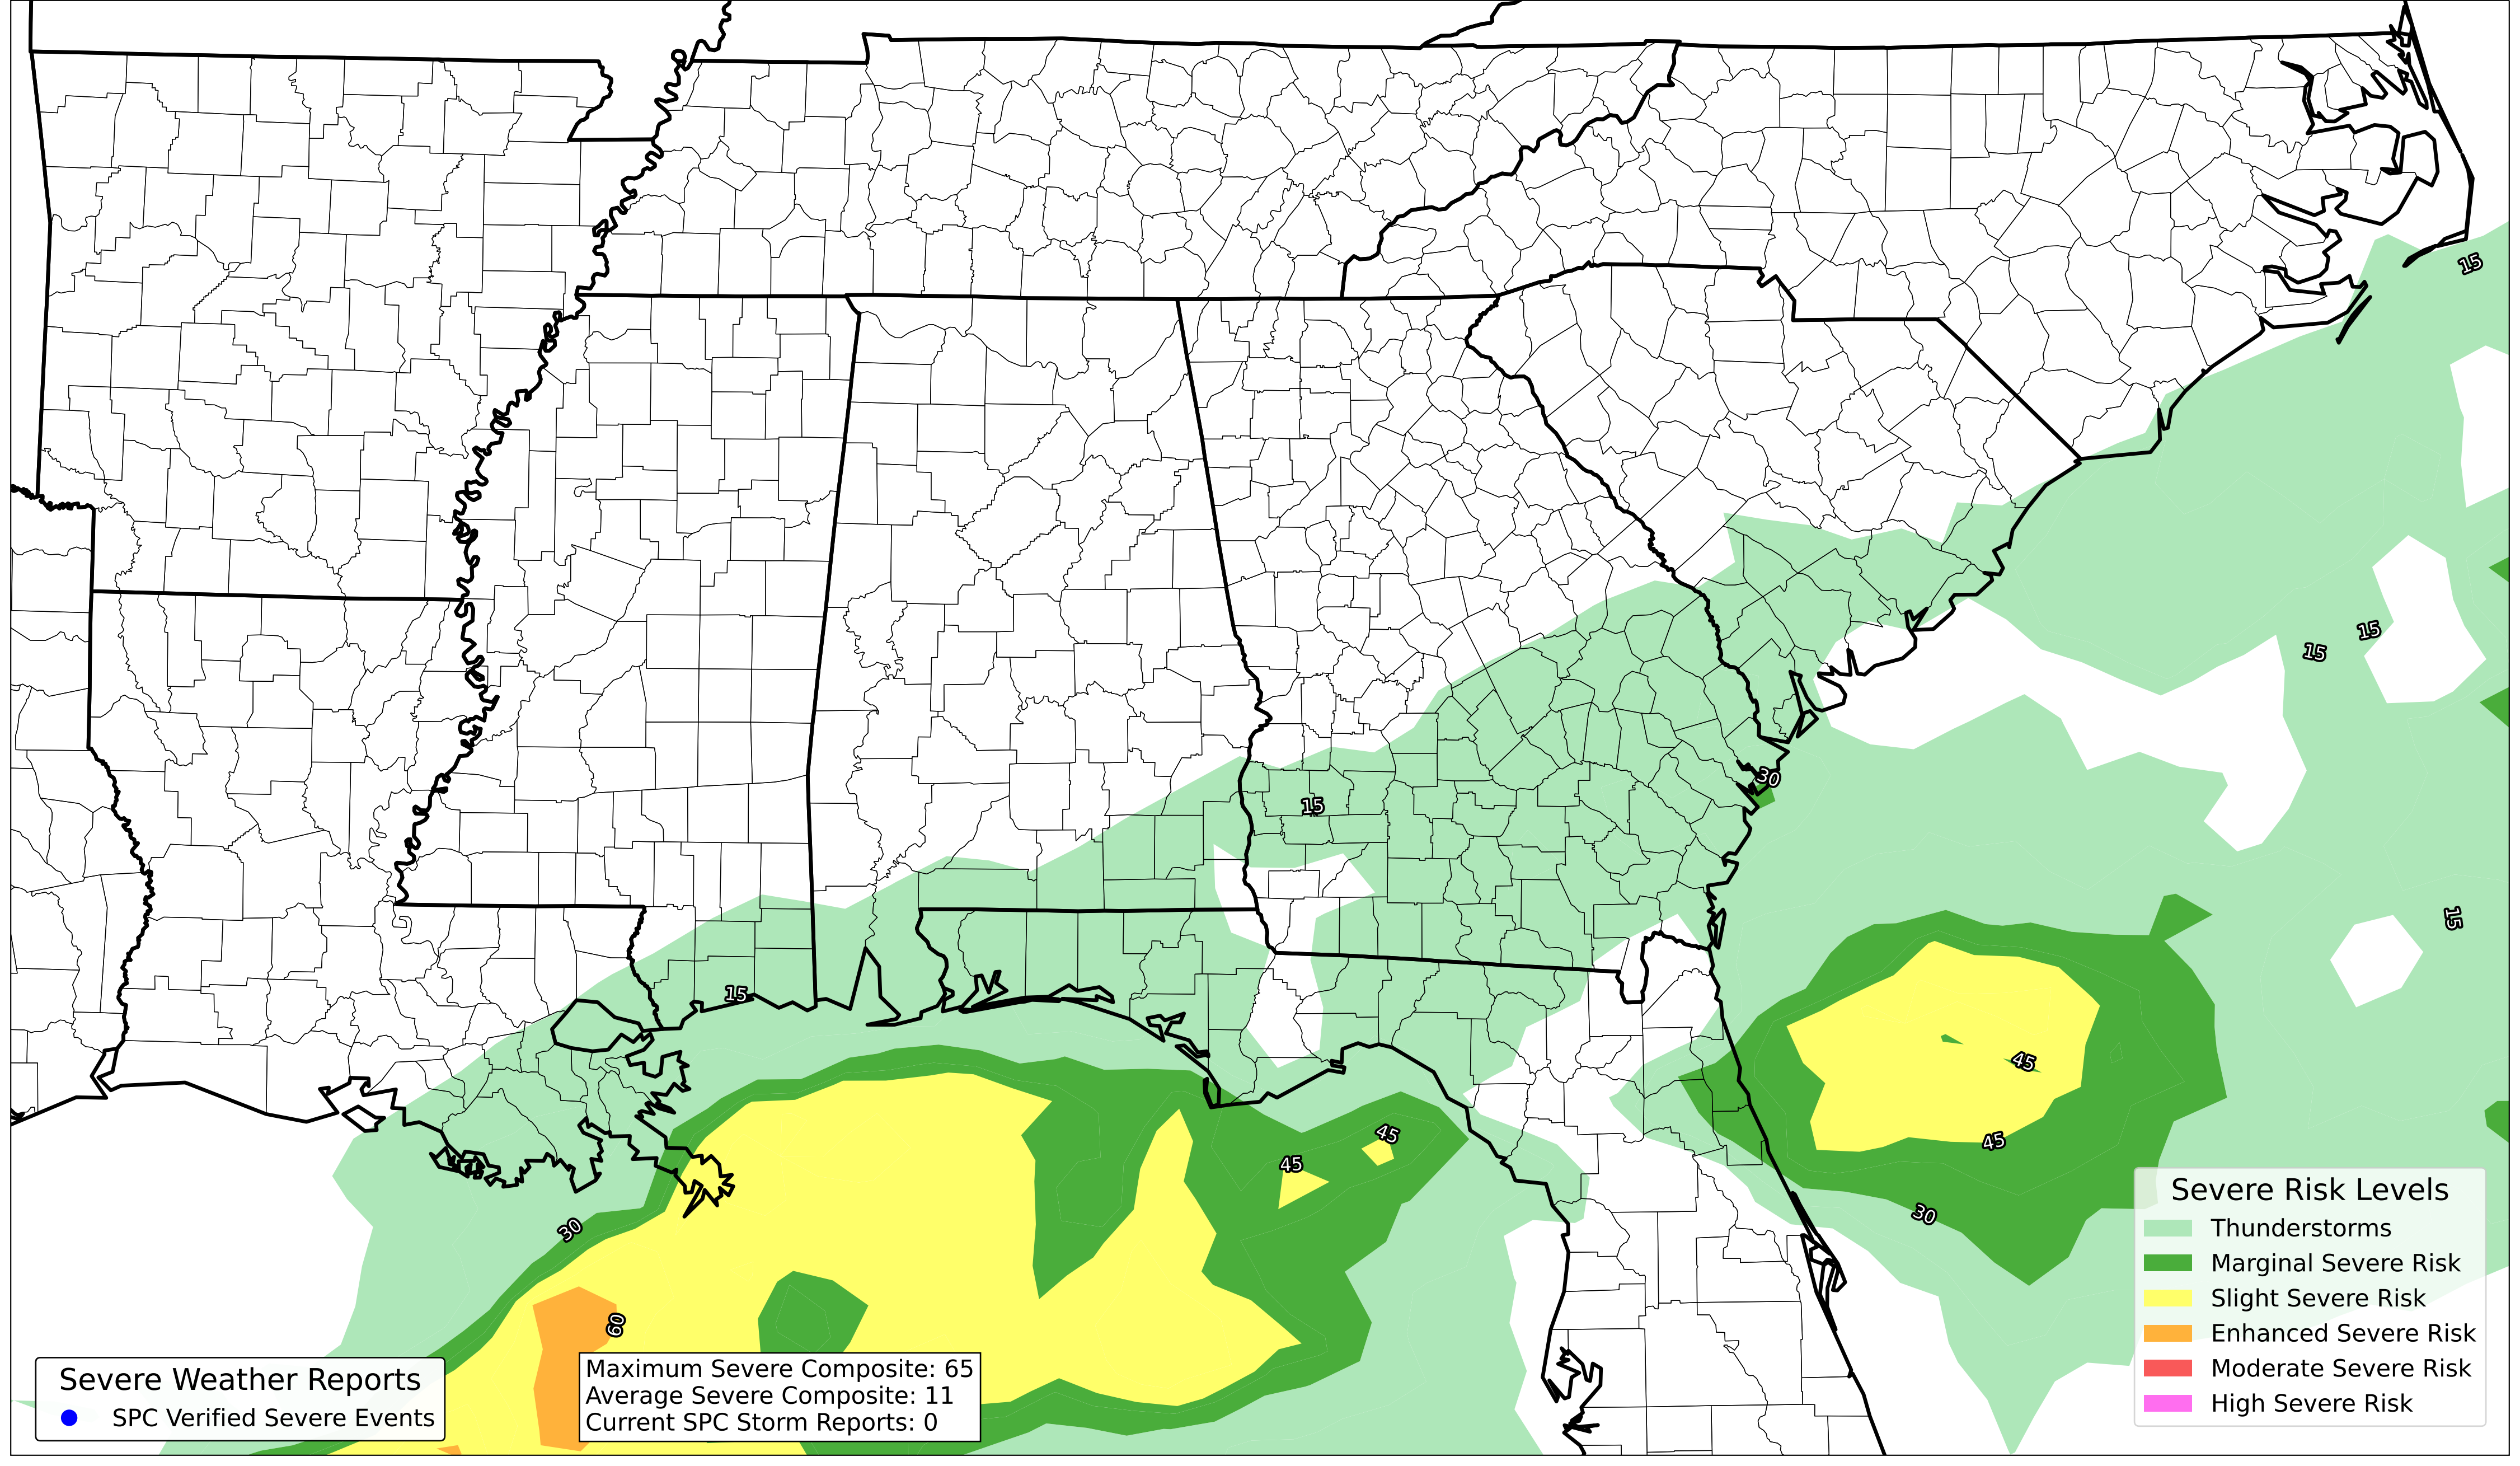 15
15
15
30
15
15
15
45
45
45
45
30
30
60
Severe Risk Levels
Thunderstorms
Marginal Severe Risk
Slight Severe Risk
Enhanced Severe Risk
Moderate Severe Risk
High Severe Risk
Severe Weather Reports
SPC Verified Severe Events
Maximum Severe Composite: 65
Average Severe Composite: 11
Current SPC Storm Reports: 0